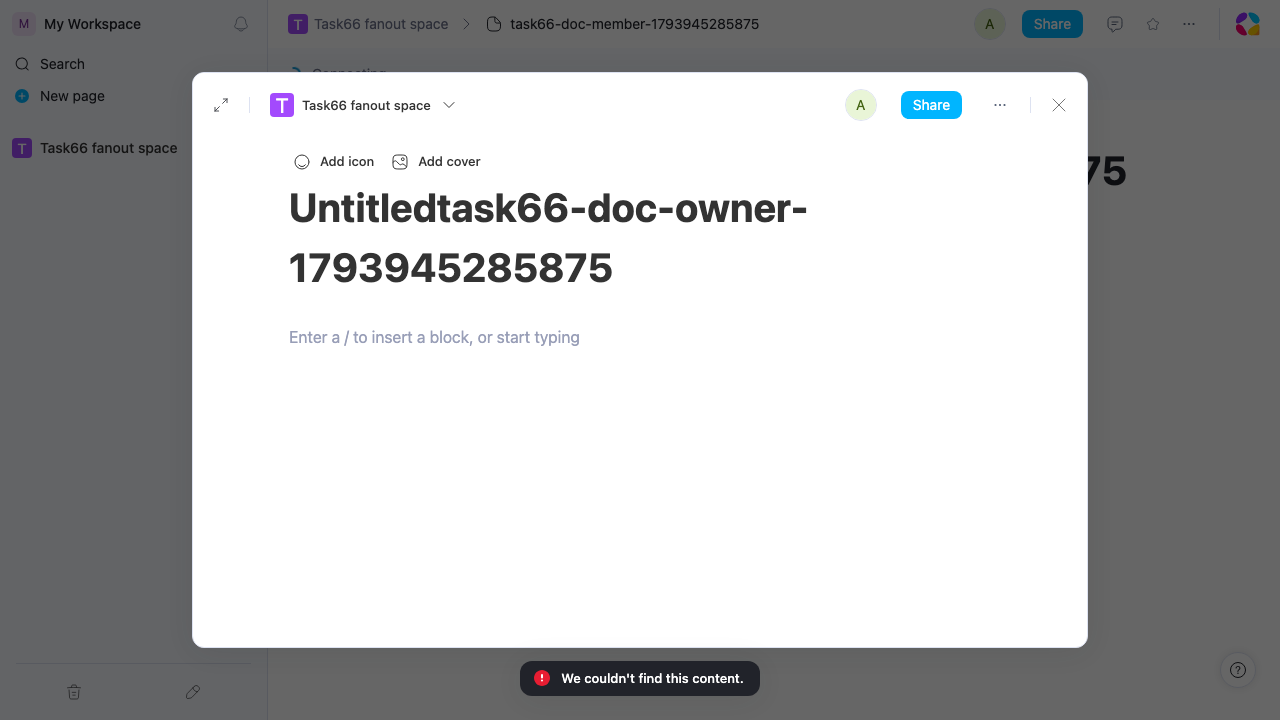 M My Workspace
Search
New page
T Task66 fanout space
T Task66 fanout space
task66-doc-member-1793945285875
A
Share
Connecting
75
T Task66 fanout space
A
Share
Add icon
Add cover
Untitledtask66-doc-owner-
1793945285875
Enter a / to insert a block, or start typing
We couldn't find this content.